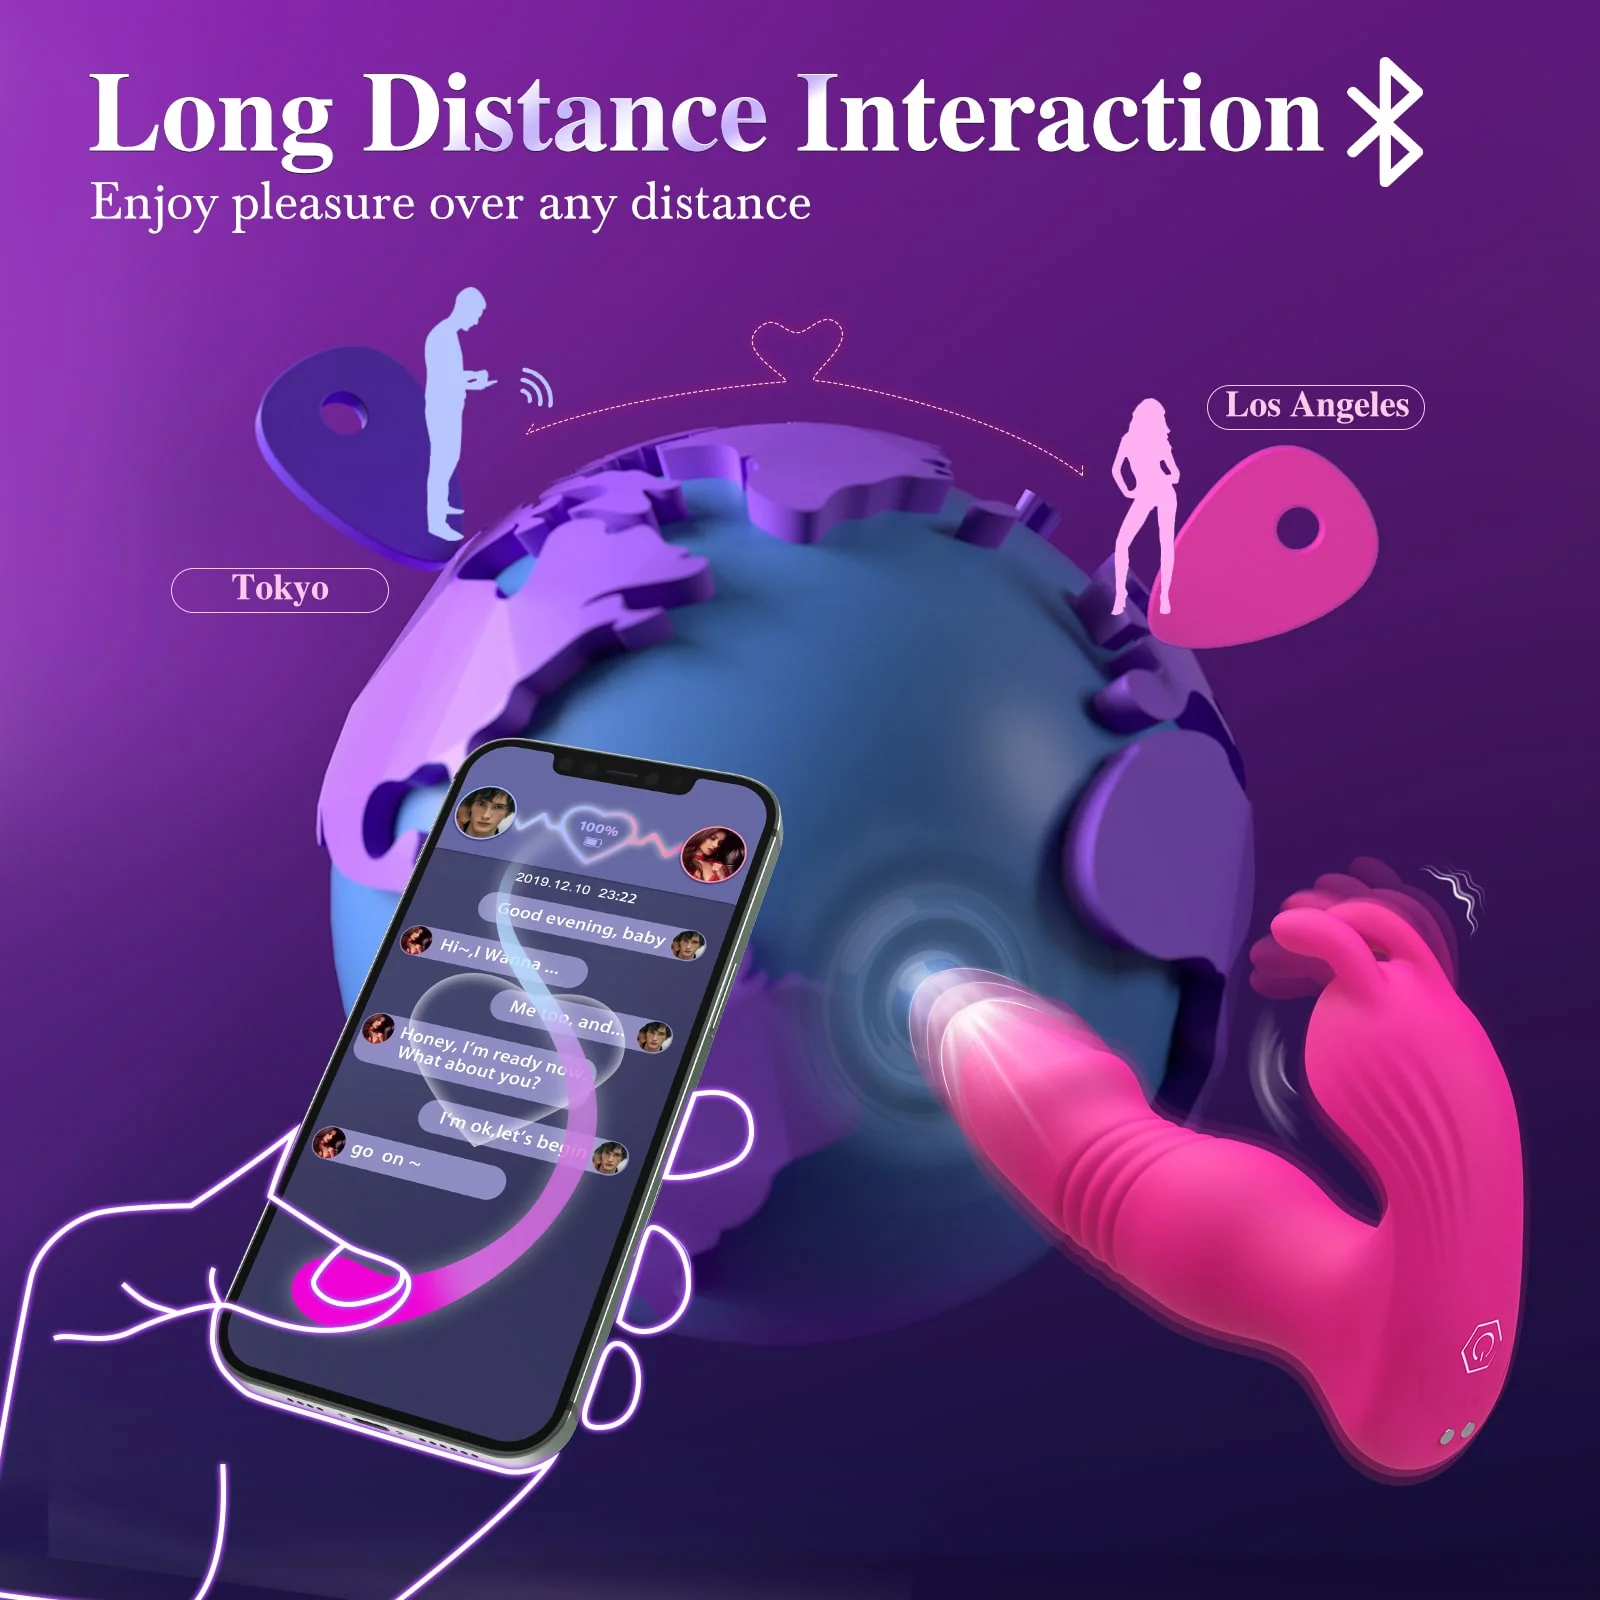 Long Distance Interaction
Enjoy pleasure over any distance
Los Angeles
Tokyo
100%
2019.12.10 23:22
Good evening, baby
Hi~,I Wanna ...
Me too, and...
Honey, I'm ready now.
What about you?
I'm ok,let's begin
go on ~